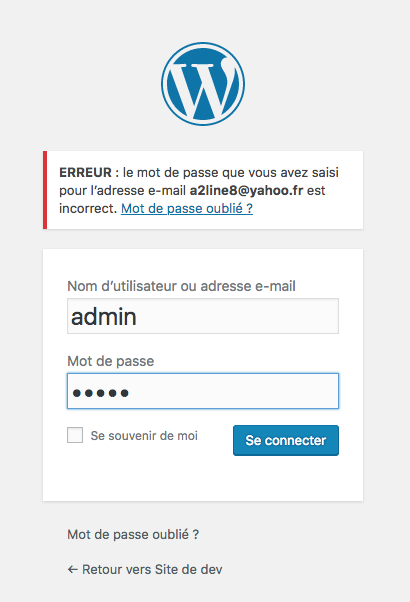 ERREUR : le mot de passe que vous avez saisi
pour l’adresse e-mail a2line8@yahoo.fr est
incorrect. Mot de passe oublié ?
Nom d’utilisateur ou adresse e-mail
admin
Mot de passe
•••••
Se souvenir de moi
Se connecter
Mot de passe oublié ?
← Retour vers Site de dev